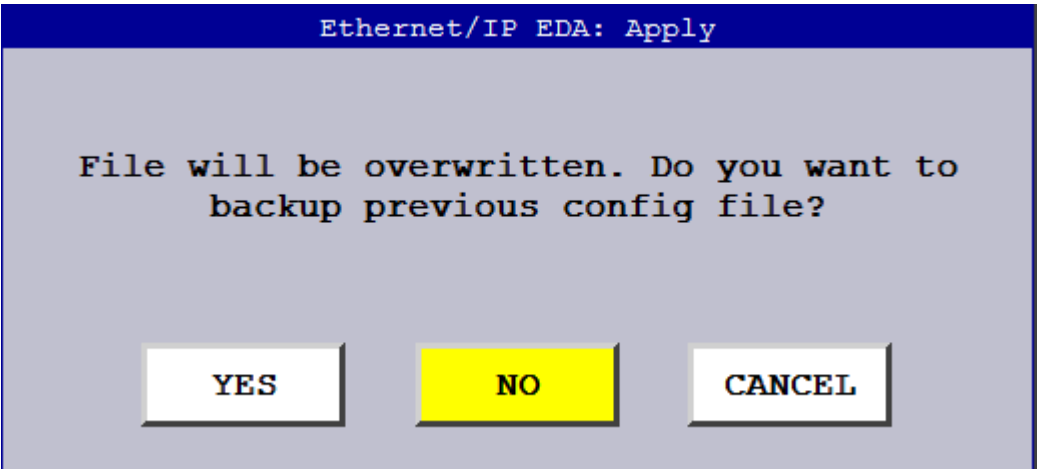 Ethernet/IP EDA: Apply
File will be overwritten. Do you want to
backup previous config file?
YES
NO
CANCEL